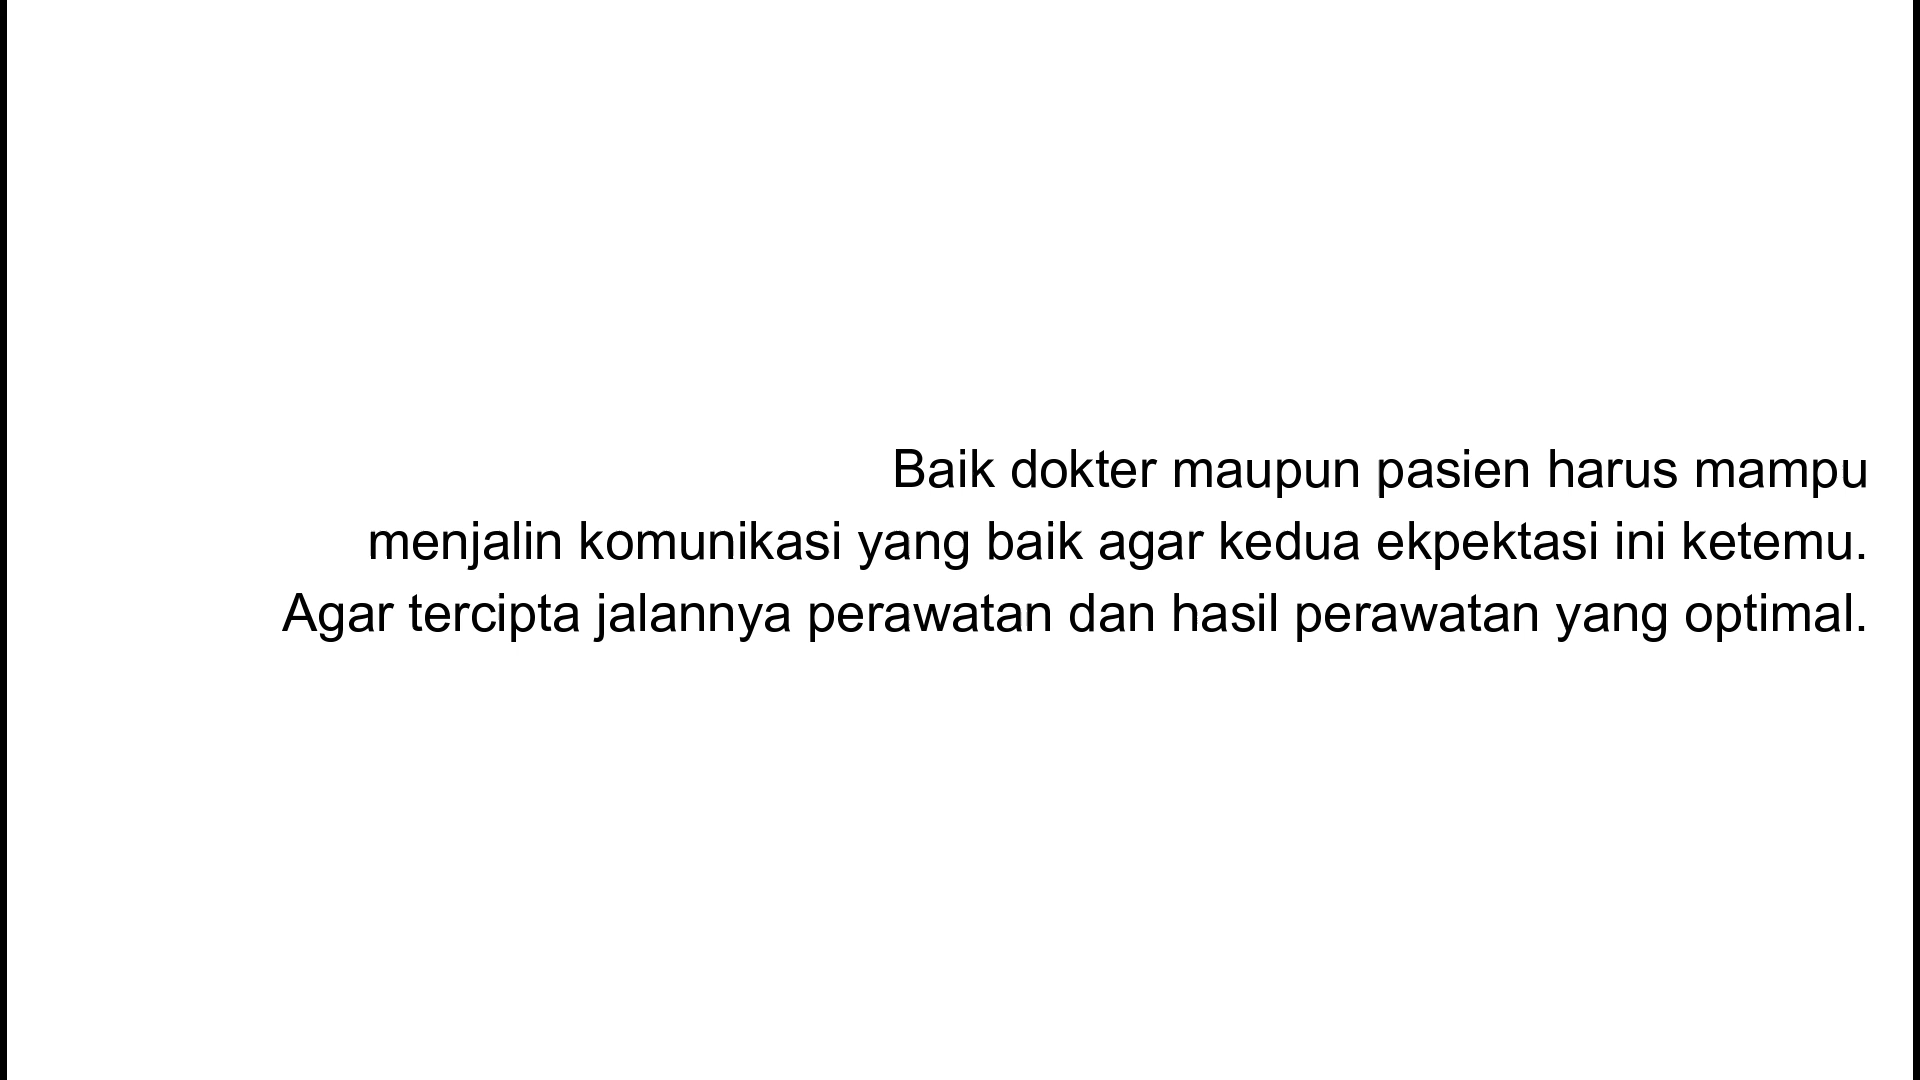 Baik dokter maupun pasien harus mampu
menjalin komunikasi yang baik agar kedua ekpektasi ini ketemu.
Agar tercipta jalannya perawatan dan hasil perawatan yang optimal.